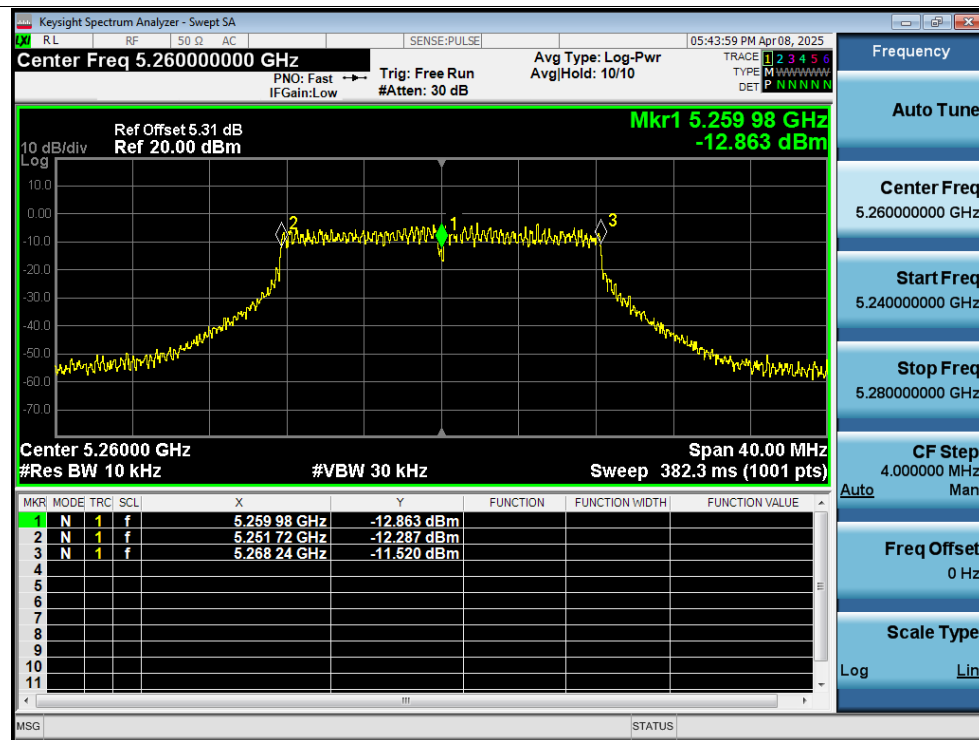 Keysight Spectrum Analyzer - Swept SA
LXI RL RF 50 Ω AC SENSE:PULSE 05:43:59 PM Apr 08, 2025
Center Freq 5.260000000 GHz
PNO: Fast
IFGain:Low
Trig: Free Run
#Atten: 30 dB
Avg Type: Log-Pwr
Avg|Hold: 10/10
TRACE 1 2 3 4 5 6
TYPE M WWWWW
DET P N N N N N
Mkr1 5.259 98 GHz
-12.863 dBm
Ref Offset 5.31 dB
10 dB/div Ref 20.00 dBm
Log
10.0
0.00
-10.0
-20.0
-30.0
-40.0
-50.0
-60.0
-70.0
2
1
3
Center 5.26000 GHz Span 40.00 MHz
#Res BW 10 kHz #VBW 30 kHz Sweep 382.3 ms (1001 pts)
MKR MODE TRC SCL X Y FUNCTION FUNCTION WIDTH FUNCTION VALUE
1 N 1 f 5.259 98 GHz -12.863 dBm
2 N 1 f 5.251 72 GHz -12.287 dBm
3 N 1 f 5.268 24 GHz -11.520 dBm
4
5
6
7
8
9
10
11
MSG STATUS
Frequency
Auto Tune
Center Freq
5.260000000 GHz
Start Freq
5.240000000 GHz
Stop Freq
5.280000000 GHz
CF Step
4.000000 MHz
Auto Man
Freq Offset
0 Hz
Scale Type
Log Lin